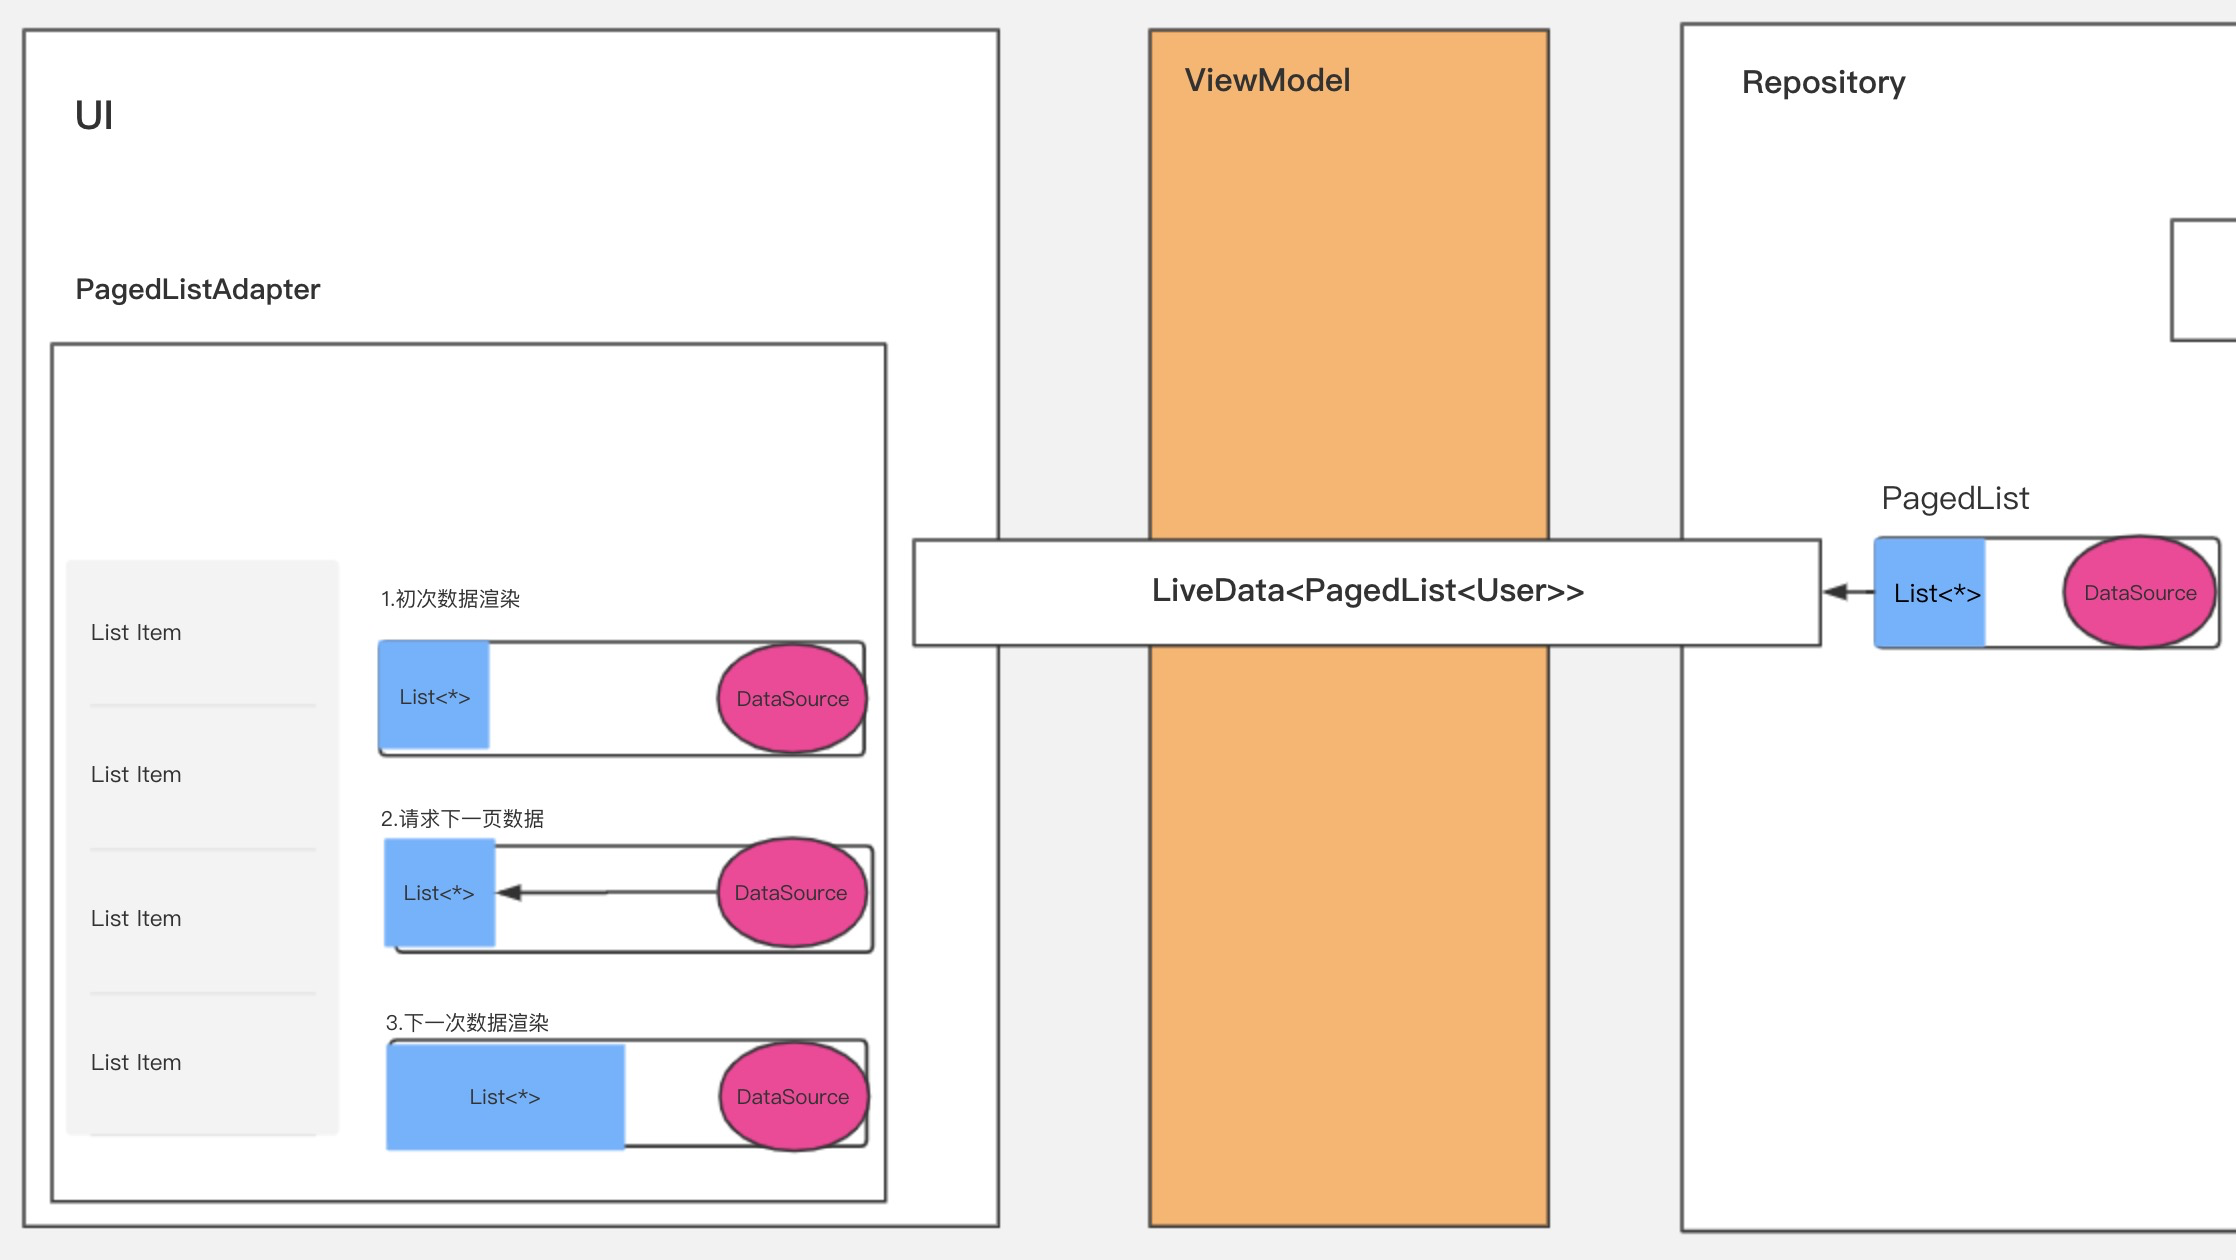 UI
PagedListAdapter
List Item
List Item
List Item
List Item
1.初次数据渲染
List<*>
DataSource
2.请求下一页数据
List<*>
DataSource
3.下一次数据渲染
List<*>
DataSource
ViewModel
LiveData<PagedList<User>>
Repository
PagedList
List<*>
DataSource